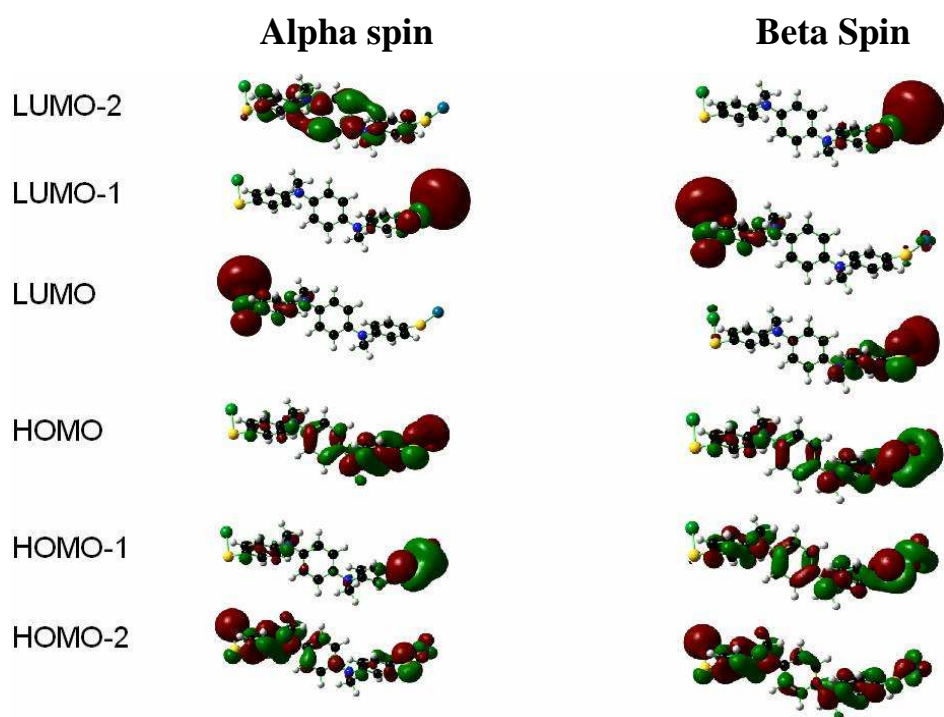 Alpha spin Beta Spin
LUMO-2
LUMO-1
LUMO
HOMO
HOMO-1
HOMO-2